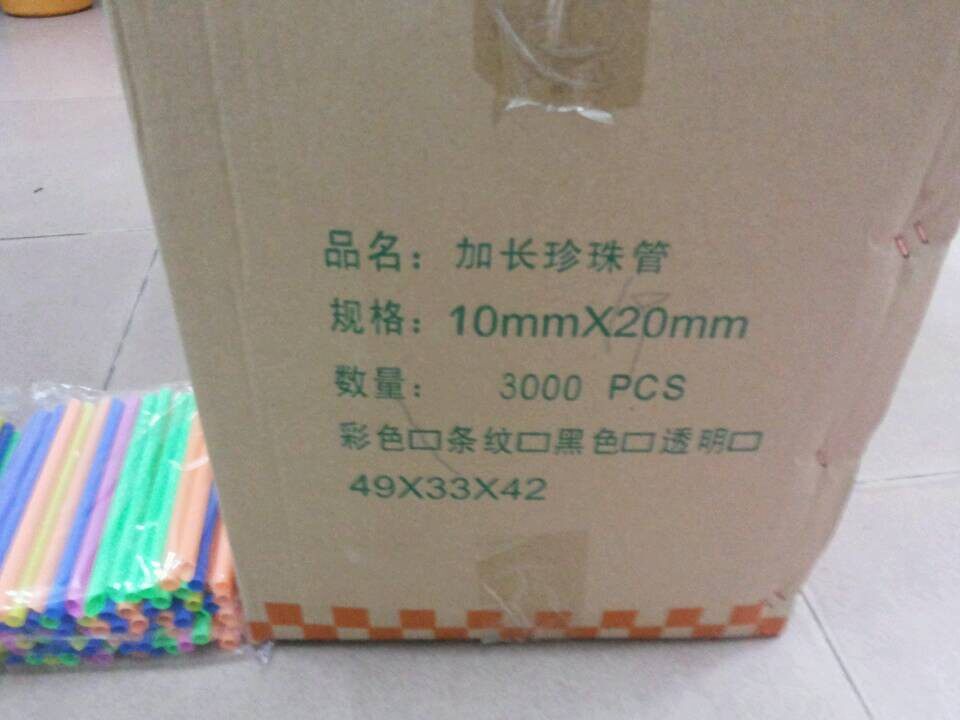 品名：加长珍珠管
规格：10mmX20mm
数量： 3000 PCS
彩色□条纹□黑色□透明□
49X33X42